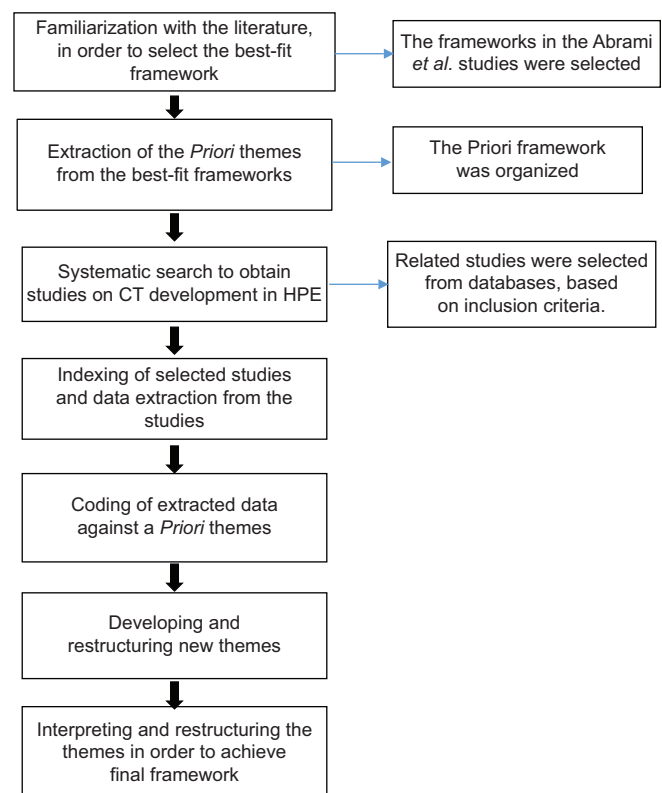 Familiarization with the literature,
in order to select the best-fit
framework
The frameworks in the Abrami
et al. studies were selected
Extraction of the Priori themes
from the best-fit frameworks
The Priori framework
was organized
Systematic search to obtain
studies on CT development in HPE
Related studies were selected
from databases, based
on inclusion criteria.
Indexing of selected studies
and data extraction from the
studies
Coding of extracted data
against a Priori themes
Developing and
restructuring new themes
Interpreting and restructuring the
themes in order to achieve
final framework